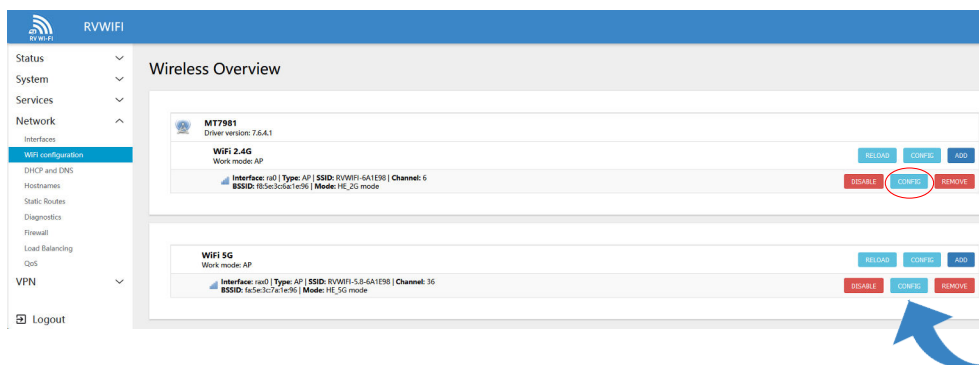 RV WI-FI
RVWIFI
Status
System
Services
Network
Interfaces
WiFi configuration
DHCP and DNS
Hostnames
Static Routes
Diagnostics
Firewall
Load Balancing
QoS
VPN
Logout
Wireless Overview
MT7981
Driver version: 7.6.4.1
WiFi 2.4G
Work mode: AP
RELOAD CONFIG ADD
Interface: ra0 | Type: AP | SSID: RVWIFI-6A1E98 | Channel: 6
BSSID: f8:5e:3c:6a:1e:96 | Mode: HE_2G mode
DISABLE CONFIG REMOVE
WiFi 5G
Work mode: AP
RELOAD CONFIG ADD
Interface: rax0 | Type: AP | SSID: RVWIFI-5.8-6A1E98 | Channel: 36
BSSID: fa:5e:3c:7a:1e:96 | Mode: HE_5G mode
DISABLE CONFIG REMOVE